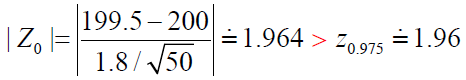 | Z₀ |= |(199.5 − 200)/(1.8 / √50)| ≐ 1.964 > z₀.₉₇₅ ≐ 1.96